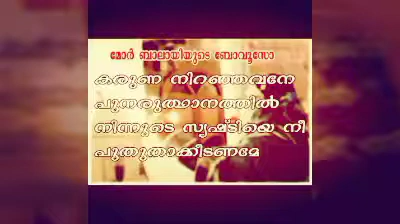 മോർ ബാലായിയുടെ ബോവൂസോ
കരുണ നിറഞ്ഞവനേ
പുനരുത്ഥാനത്തിൽ
നിന്നുടെ സൃഷ്ടിയെ നീ
പുതുതാക്കീടണമേ